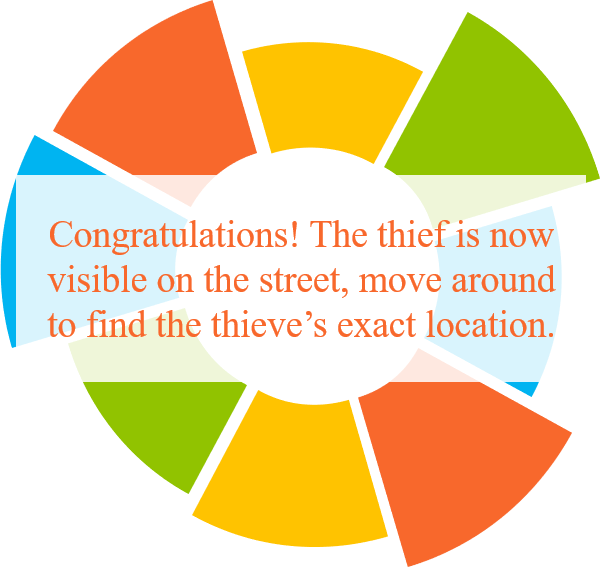 Congratulations! The thief is now
visible on the street, move around
to find the thieve’s exact location.